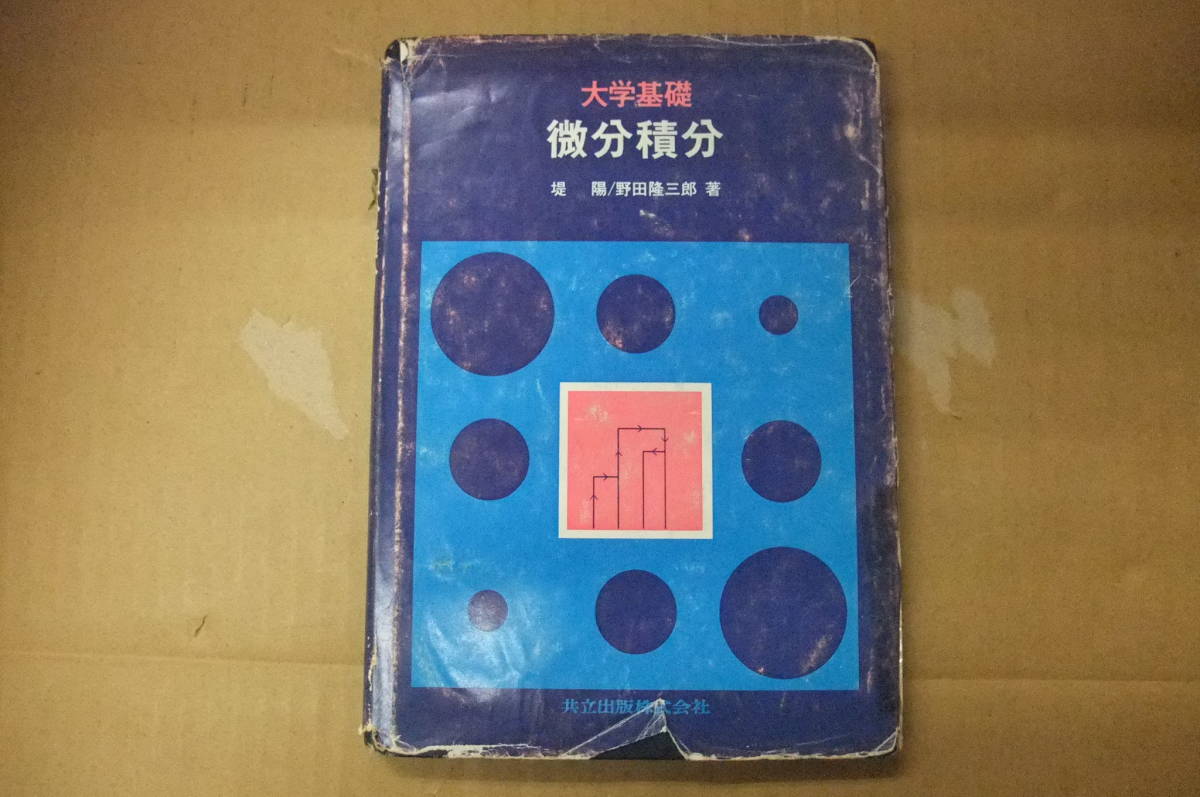 大学基礎
微分積分
堤 陽/野田隆三郎 著
共立出版株式会社